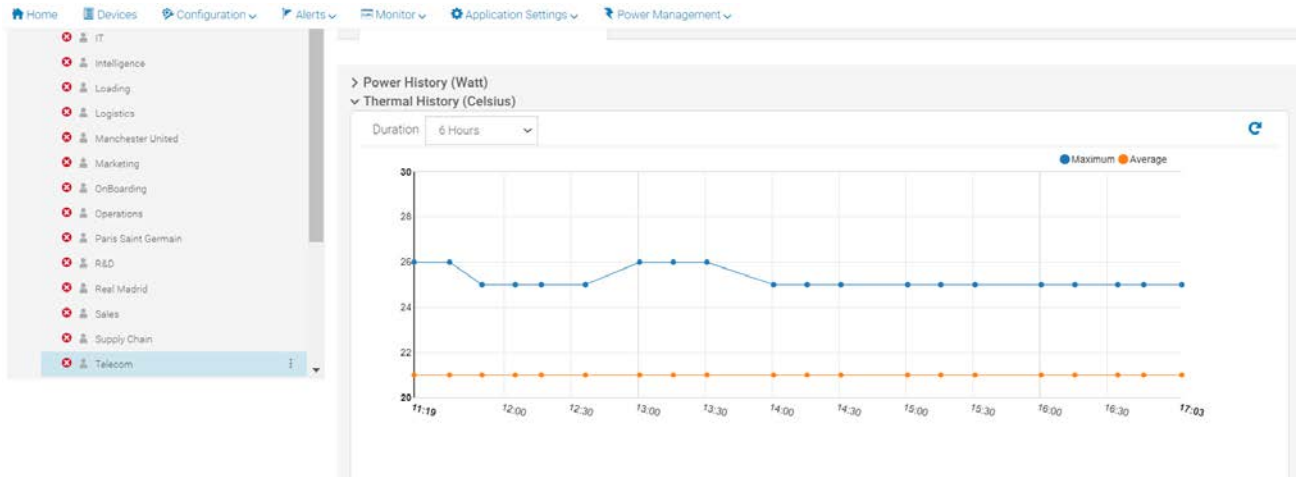 Home Devices Configuration Alerts Monitor Application Settings Power Management
IT
Intelligence
Loading
Logistics
Manchester United
Marketing
OnBoarding
Operations
Paris Saint Germain
R&D
Real Madrid
Sales
Supply Chain
Telecom
Power History (Watt)
Thermal History (Celsius)
Duration 6 Hours
Maximum Average
30
28
26
24
22
20
11:19 12:00 12:30 13:00 13:30 14:00 14:30 15:00 15:30 16:00 16:30 17:03